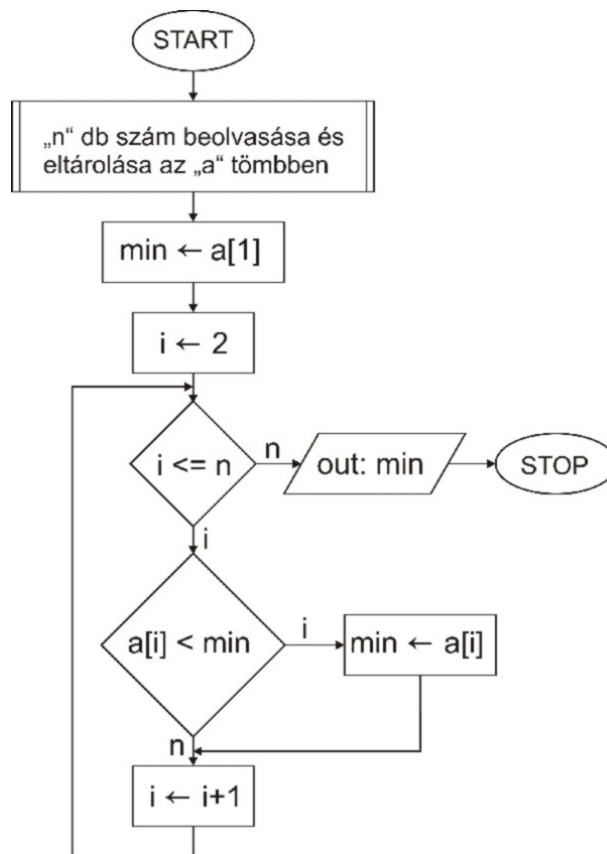 START
„n“ db szám beolvasása és
eltárolása az „a“ tömbben
min ← a[1]
i ← 2
i <= n
n
out: min
STOP
i
a[i] < min
i
min ← a[i]
n
i ← i+1